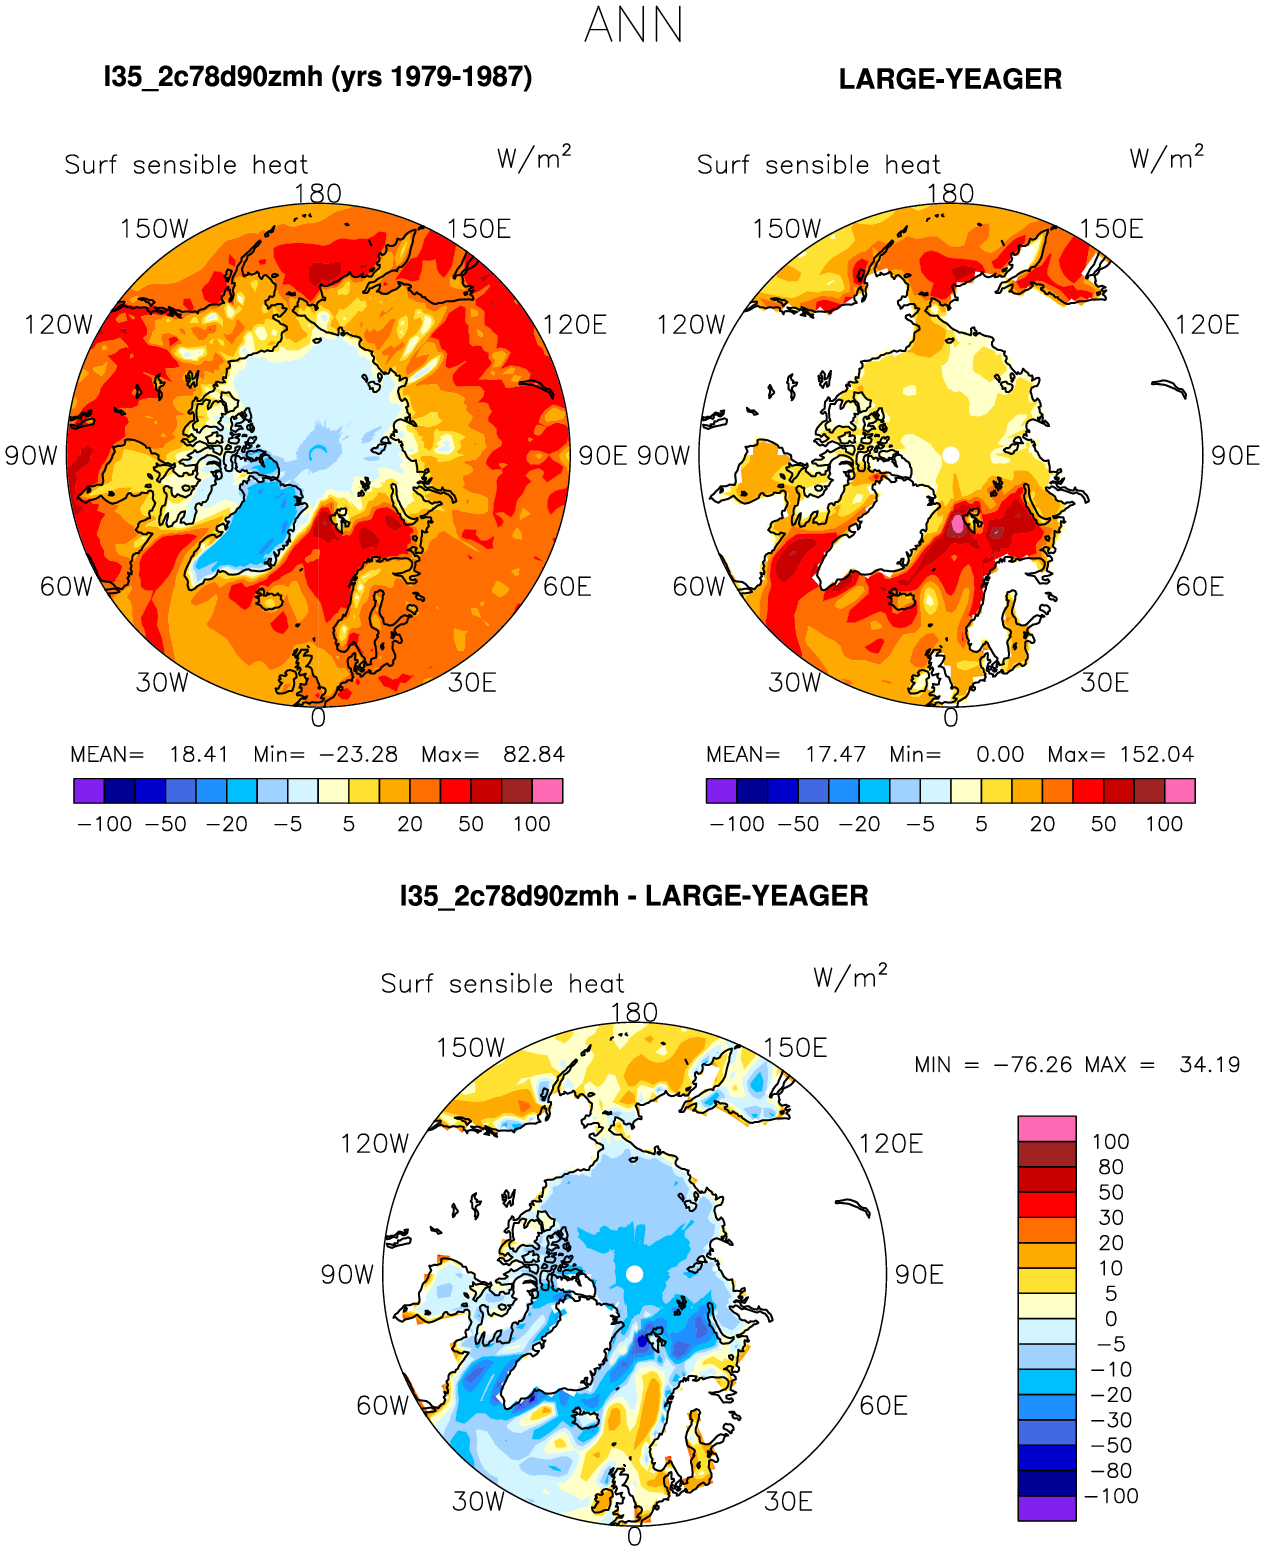 ANN
l35_2c78d90zmh (yrs 1979-1987)
LARGE-YEAGER
Surf sensible heat W/m²
Surf sensible heat W/m²
180
150W 150E
120W 120E
90W 90E
60W 60E
30W 30E
0
180
150W 150E
120W 120E
90W 90E
60W 60E
30W 30E
0
MEAN= 18.41 Min= −23.28 Max= 82.84
−100 −50 −20 −5 5 20 50 100
MEAN= 17.47 Min= 0.00 Max= 152.04
−100 −50 −20 −5 5 20 50 100
l35_2c78d90zmh - LARGE-YEAGER
Surf sensible heat W/m²
180
150W 150E
120W 120E
90W 90E
60W 60E
30W 30E
0
MIN = −76.26 MAX = 34.19
100
80
50
30
20
10
5
0
−5
−10
−20
−30
−50
−80
−100